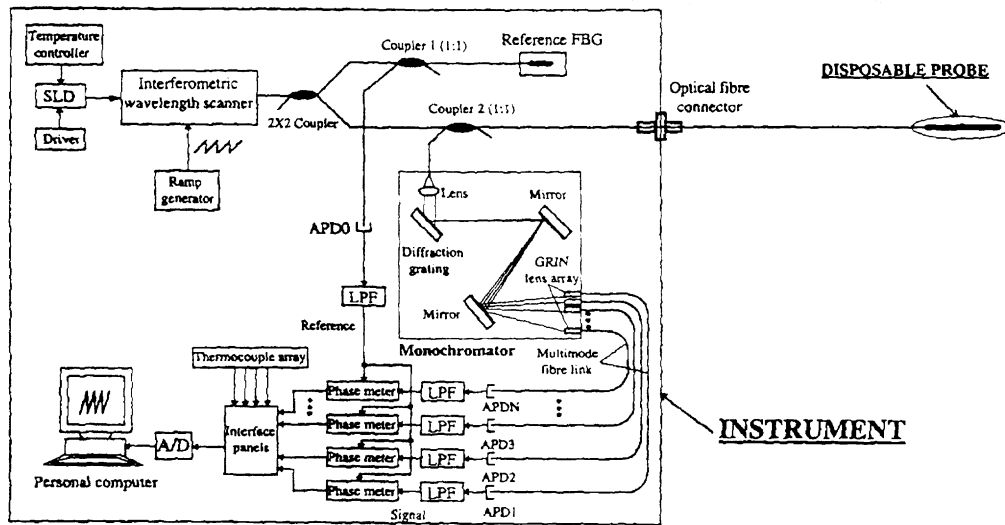 Temperature
controller
SLD
Driver
Interferometric
wavelength scanner
Ramp
generator
2X2 Coupler
Coupler 1 (1:1)
Reference FBG
Coupler 2 (1:1)
Optical fibre
connector
DISPOSABLE PROBE
Lens
Mirror
Diffraction
grating
GRIN
lens array
Mirror
Monochromator
Multimode
fibre link
APD0
LPF
Reference
Thermocouple array
Phase meter
LPF
APDN
Phase meter
LPF
APD3
Phase meter
LPF
APD2
Phase meter
LPF
APD1
Signal
Interface
panels
A/D
Personal computer
INSTRUMENT